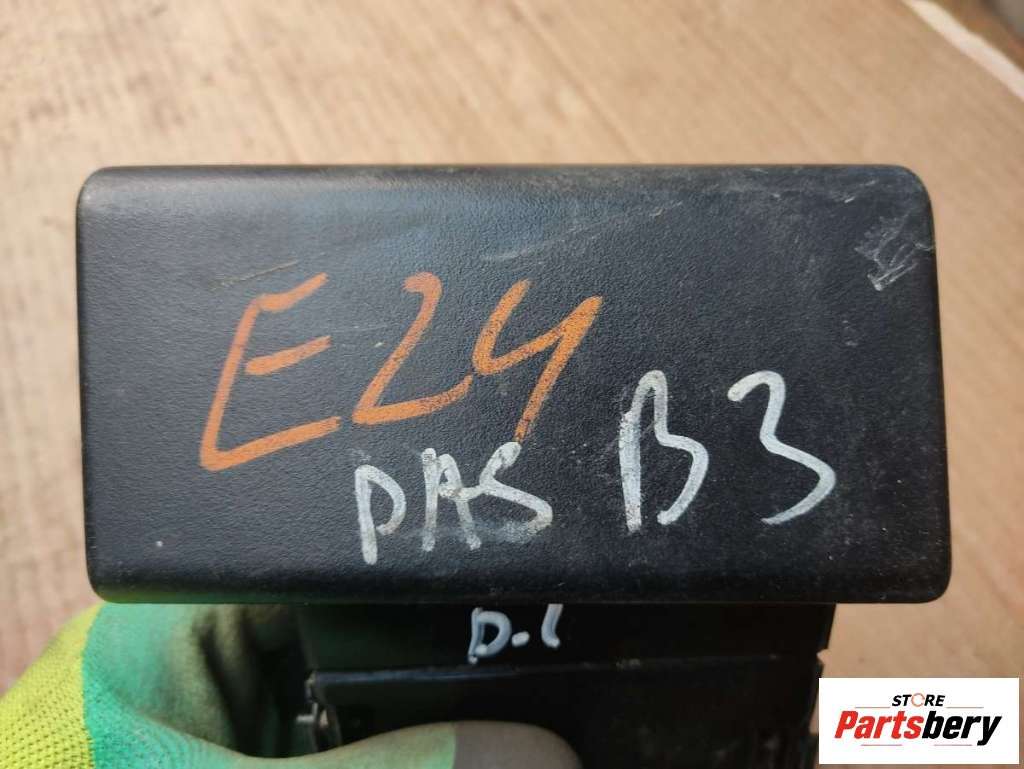 E24
PAS B3
D.1
STORE
Partsbery